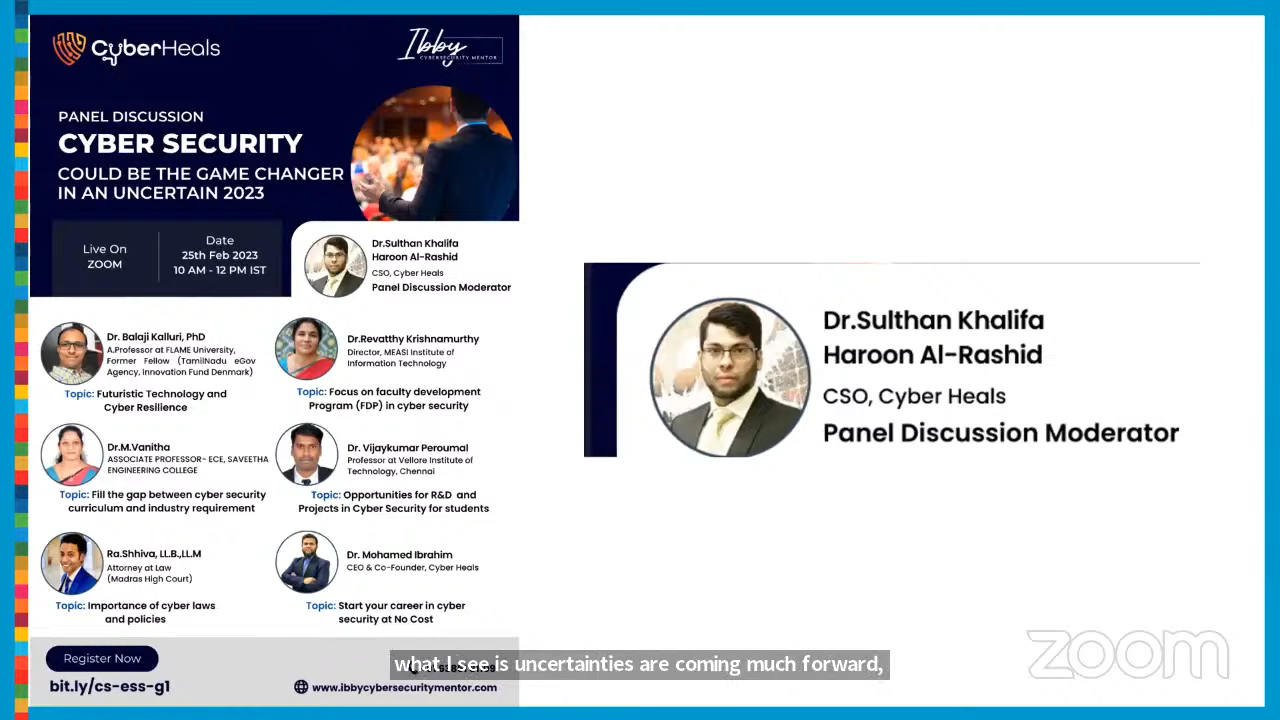 CyberHeals
Ibby
CYBERSECURITY MENTOR
PANEL DISCUSSION
CYBER SECURITY
COULD BE THE GAME CHANGER
IN AN UNCERTAIN 2023
Live On
ZOOM
Date
25th Feb 2023
10 AM - 12 PM IST
Dr.Sulthan Khalifa
Haroon Al-Rashid
CSO, Cyber Heals
Panel Discussion Moderator
Dr. Balaji Kalluri, PhD
A.Professor at FLAME University,
Former Fellow (TamilNadu eGov
Agency, Innovation Fund Denmark)
Topic: Futuristic Technology and
Cyber Resilience
Dr.Revatthy Krishnamurthy
Director, MEASI Institute of
Information Technology
Topic: Focus on faculty development
Program (FDP) in cyber security
Dr.M.Vanitha
ASSOCIATE PROFESSOR- ECE, SAVEETHA
ENGINEERING COLLEGE
Topic: Fill the gap between cyber security
curriculum and industry requirement
Dr. Vijaykumar Peroumal
Professor at Vellore Institute of
Technology, Chennai
Topic: Opportunities for R&D and
Projects in Cyber Security for students
Ra.Shhiva, LL.B.,LL.M
Attorney at Law
(Madras High Court)
Topic: Importance of cyber laws
and policies
Dr. Mohamed Ibrahim
CEO & Co-Founder, Cyber Heals
Topic: Start your career in cyber
security at No Cost
Register Now
bit.ly/cs-ess-g1
www.ibbycybersecuritymentor.com
Dr.Sulthan Khalifa
Haroon Al-Rashid
CSO, Cyber Heals
Panel Discussion Moderator
what I see is uncertainties are coming much forward,
zoom